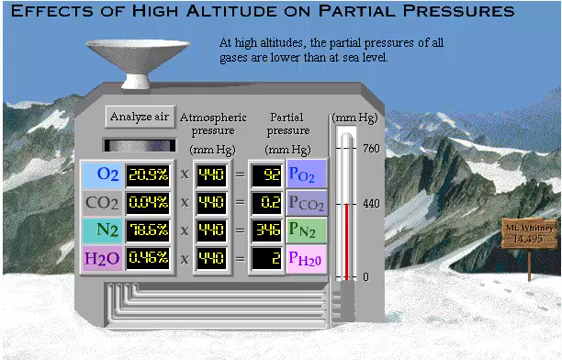 EFFECTS OF HIGH ALTITUDE ON PARTIAL PRESSURES
At high altitudes, the partial pressures of all
gases are lower than at sea level.
Analyze air
Atmospheric
pressure
(mm Hg)
Partial
pressure
(mm Hg)
(mm Hg)
760
440
0
O2 20.9% x 440 = 92 PO2
CO2 0.04% x 440 = 0.2 PCO2
N2 78.6% x 440 = 346 PN2
H2O 0.46% x 440 = 2 PH20
Mt. Whitney
14,495